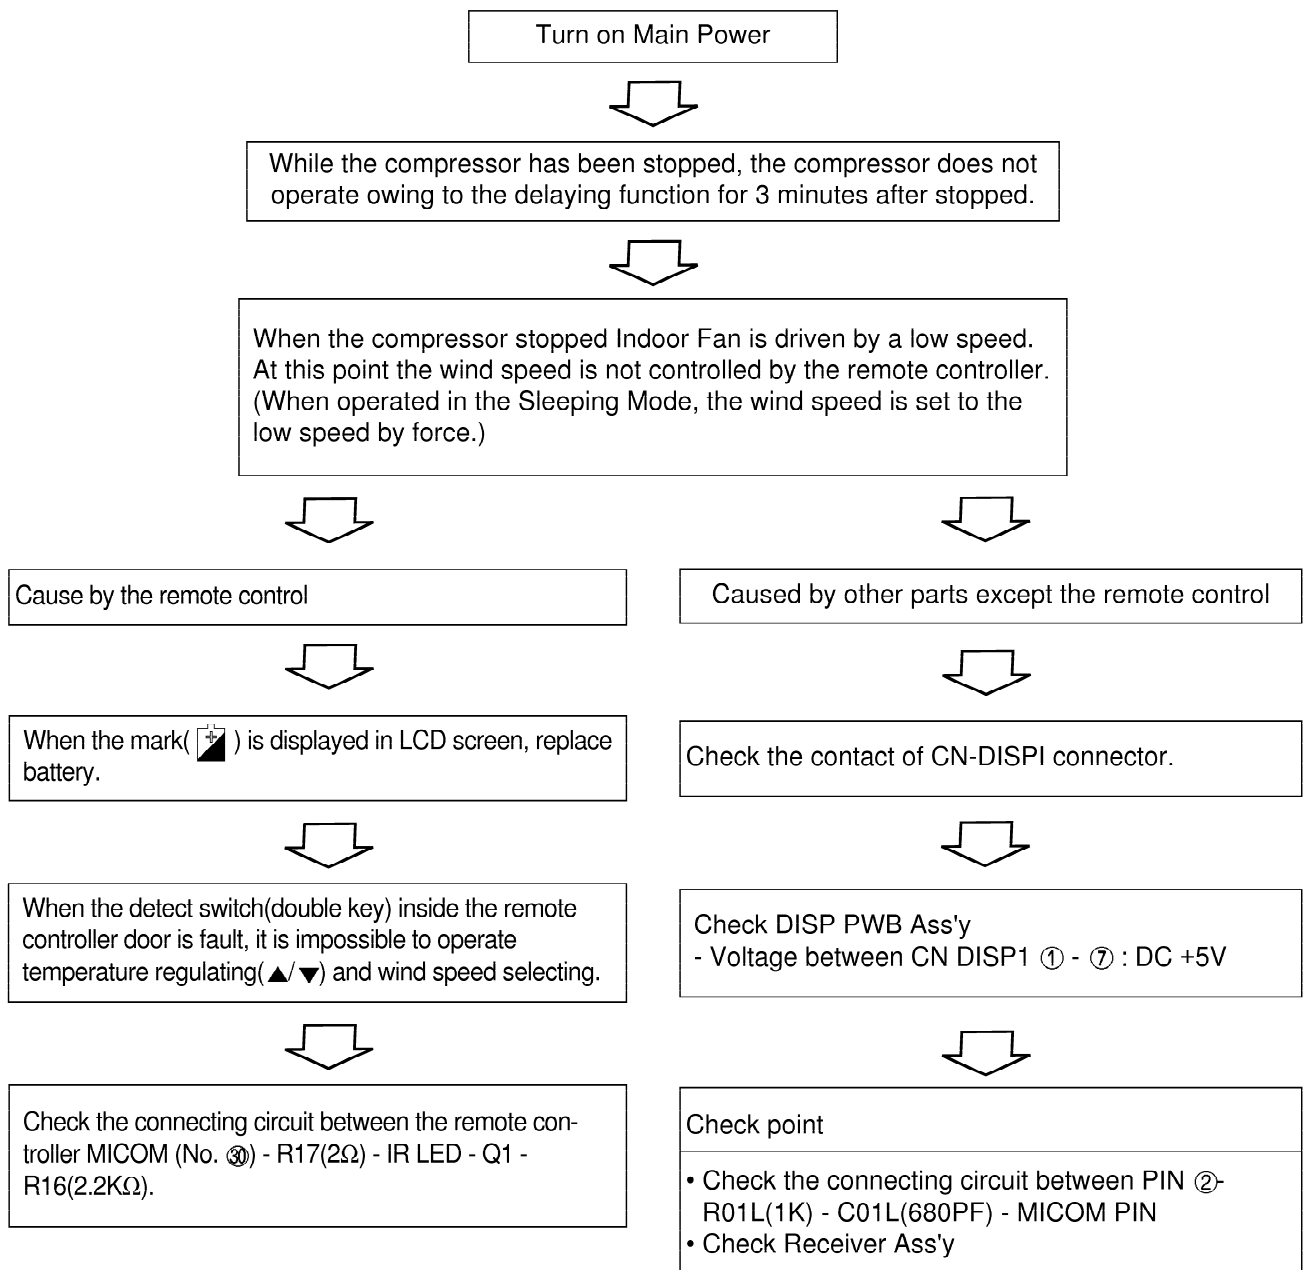 Turn on Main Power
While the compressor has been stopped, the compressor does not
operate owing to the delaying function for 3 minutes after stopped.
When the compressor stopped Indoor Fan is driven by a low speed.
At this point the wind speed is not controlled by the remote controller.
(When operated in the Sleeping Mode, the wind speed is set to the
low speed by force.)
Cause by the remote control
When the mark( ) is displayed in LCD screen, replace
battery.
When the detect switch(double key) inside the remote
controller door is fault, it is impossible to operate
temperature regulating(▲/▼) and wind speed selecting.
Check the connecting circuit between the remote con-
troller MICOM (No. ㉚) - R17(2Ω) - IR LED - Q1 -
R16(2.2KΩ).
Caused by other parts except the remote control
Check the contact of CN-DISPI connector.
Check DISP PWB Ass'y
- Voltage between CN DISP1 ① - ⑦ : DC +5V
Check point
• Check the connecting circuit between PIN ②-
R01L(1K) - C01L(680PF) - MICOM PIN
• Check Receiver Ass'y